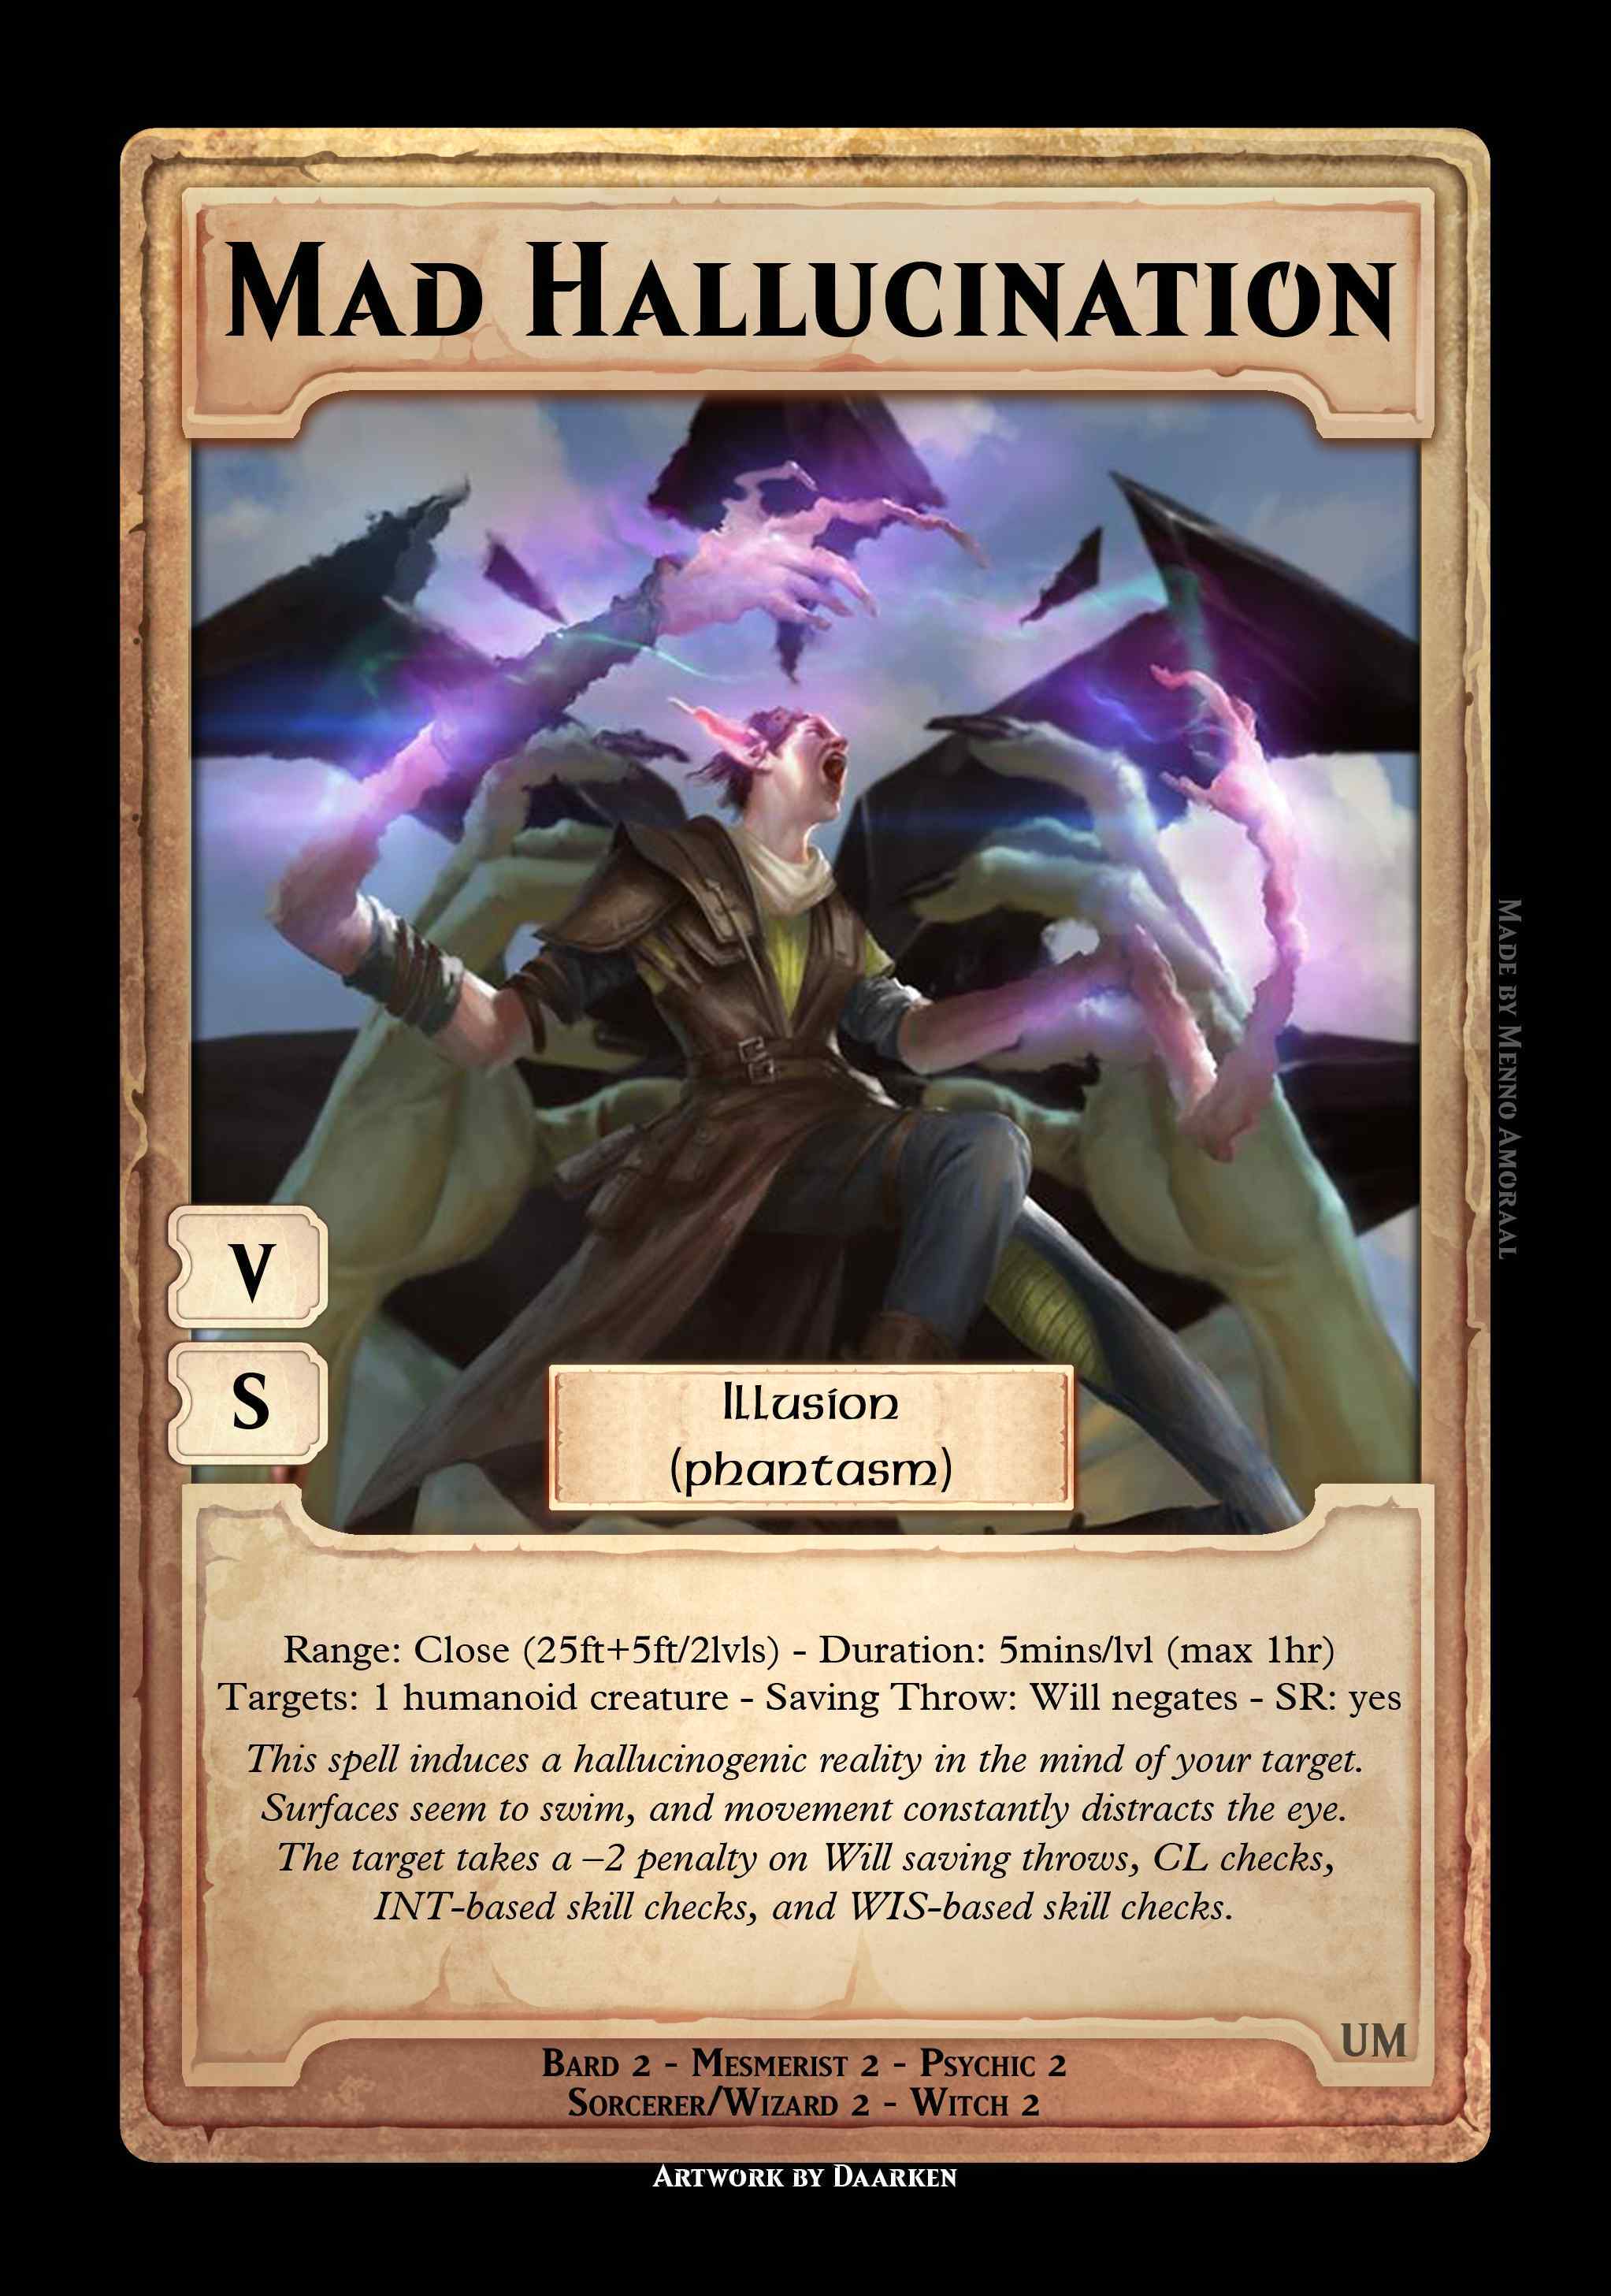 Mad Hallucination
V
S
Illusion
(phantasm)
Range: Close (25ft+5ft/2lvls) - Duration: 5mins/lvl (max 1hr)
Targets: 1 humanoid creature - Saving Throw: Will negates - SR: yes
This spell induces a hallucinogenic reality in the mind of your target.
Surfaces seem to swim, and movement constantly distracts the eye.
The target takes a –2 penalty on Will saving throws, CL checks,
INT-based skill checks, and WIS-based skill checks.
UM
Bard 2 - Mesmerist 2 - Psychic 2
Sorcerer/Wizard 2 - Witch 2
Artwork by Daarken
Made by Menno Amoraal